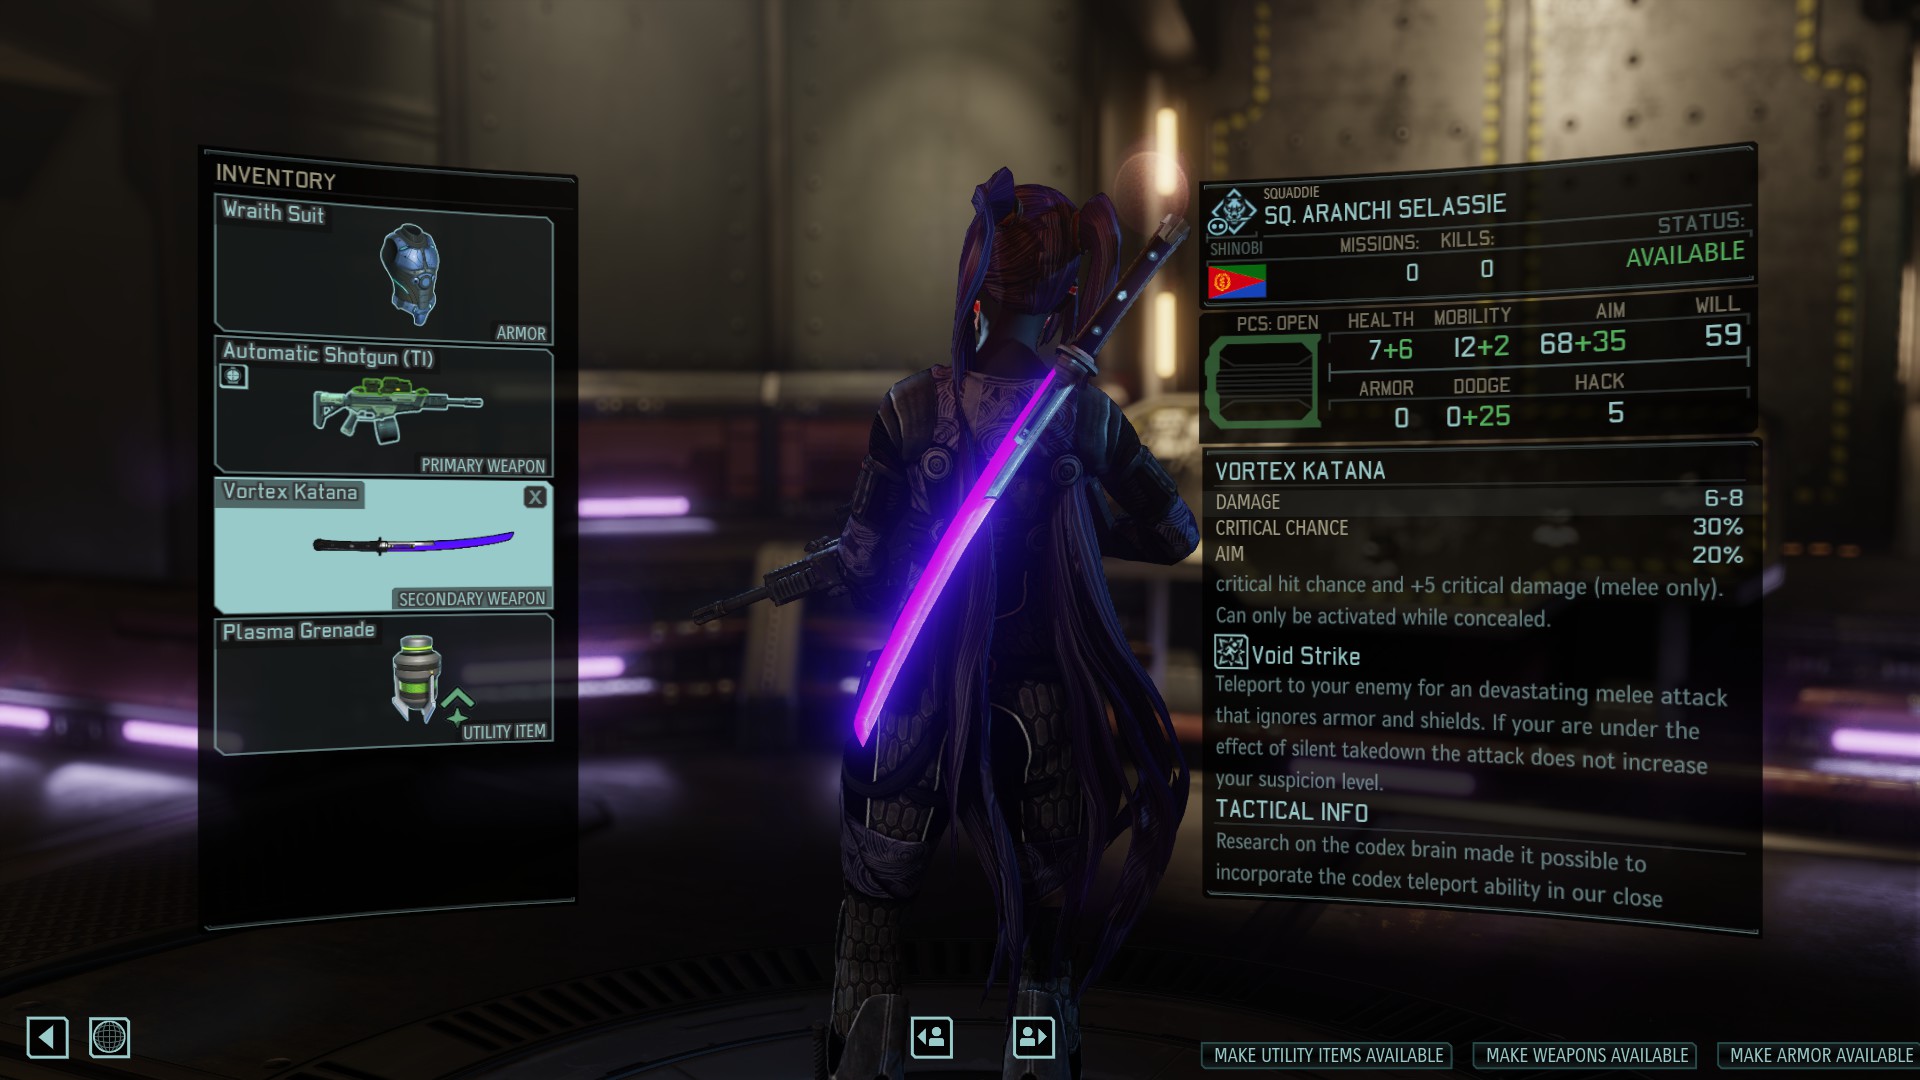 INVENTORY
Wraith Suit
ARMOR
Automatic Shotgun (T1)
PRIMARY WEAPON
Vortex Katana
X
SECONDARY WEAPON
Plasma Grenade
UTILITY ITEM
SQUADDIE
SQ. ARANCHI SELASSIE
SHINOBI
MISSIONS: KILLS: STATUS:
0 0 AVAILABLE
PCS: OPEN
HEALTH MOBILITY AIM WILL
7+6 12+2 68+35 59
ARMOR DODGE HACK
0 0+25 5
VORTEX KATANA
DAMAGE 6-8
CRITICAL CHANCE 30%
AIM 20%
critical hit chance and +5 critical damage (melee only).
Can only be activated while concealed.
Void Strike
Teleport to your enemy for an devastating melee attack
that ignores armor and shields. If your are under the
effect of silent takedown the attack does not increase
your suspicion level.
TACTICAL INFO
Research on the codex brain made it possible to
incorporate the codex teleport ability in our close
MAKE UTILITY ITEMS AVAILABLE
MAKE WEAPONS AVAILABLE
MAKE ARMOR AVAILABLE